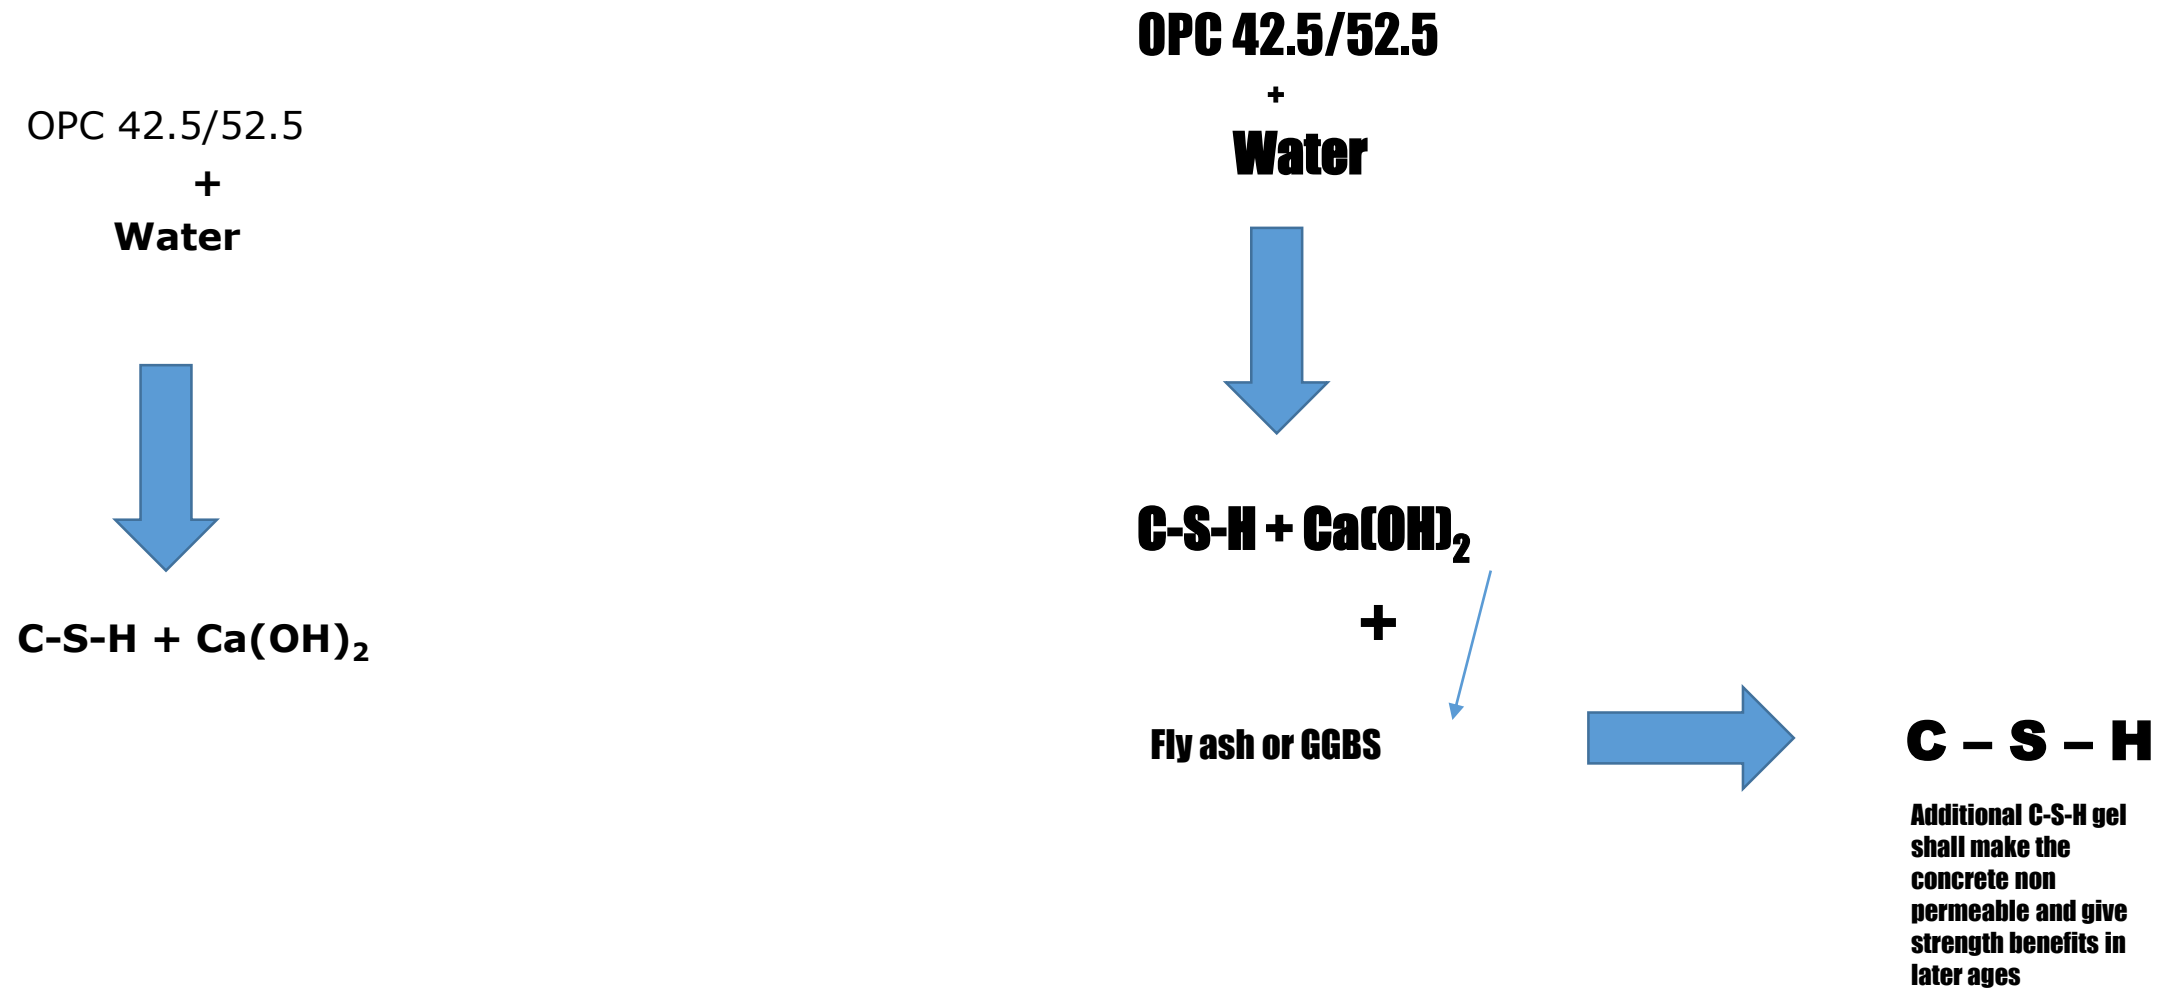 OPC 42.5/52.5
+
Water
C-S-H + Ca(OH)₂
OPC 42.5/52.5
+
Water
C-S-H + Ca(OH)₂
+
Fly ash or GGBS
C – S – H
Additional C-S-H gel
shall make the
concrete non
permeable and give
strength benefits in
later ages